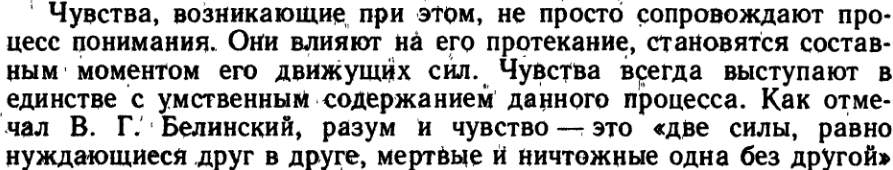 Чувства, возникающие при этом, не просто сопровождают про-
цесс понимания. Они влияют на его протекание, становятся состав-
ным моментом его движущих сил. Чувства всегда выступают в
единстве с умственным содержанием данного процесса. Как отме-
чал В. Г. Белинский, разум и чувство — это «две силы, равно
нуждающиеся друг в друге, мертвые и ничтожные одна без другой»